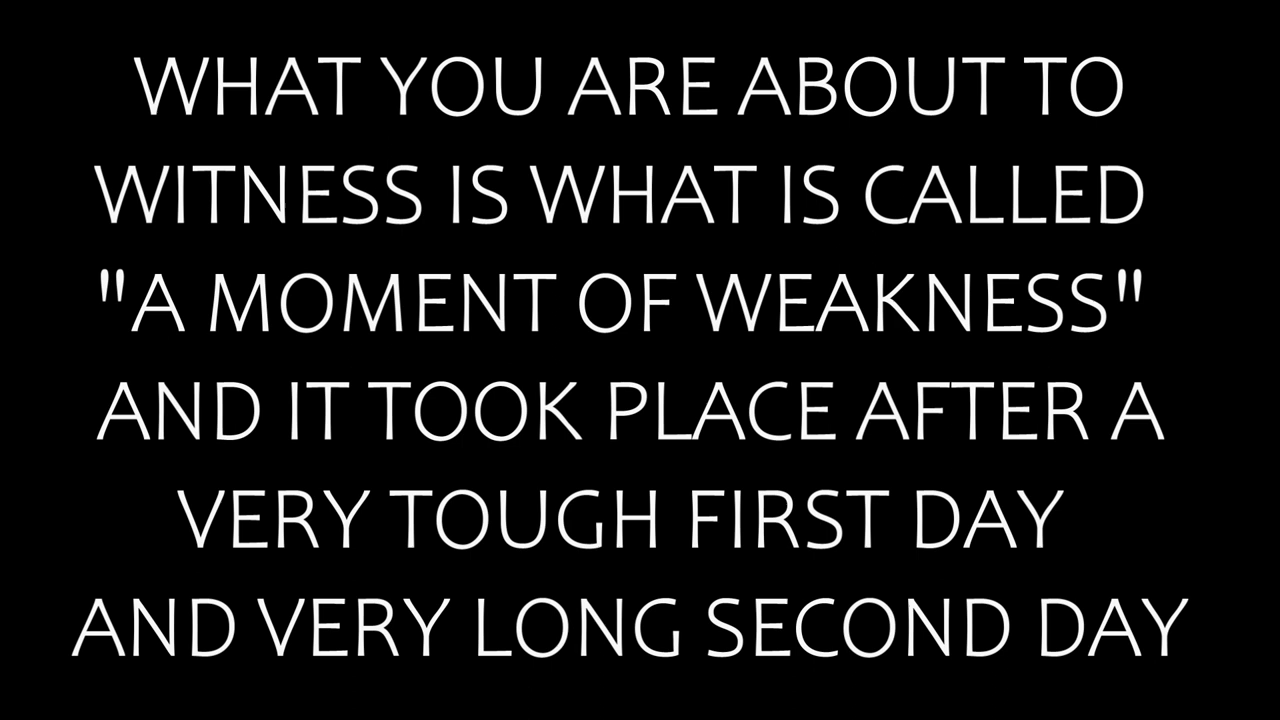 WHAT YOU ARE ABOUT TO
WITNESS IS WHAT IS CALLED
"A MOMENT OF WEAKNESS"
AND IT TOOK PLACE AFTER A
VERY TOUGH FIRST DAY
AND VERY LONG SECOND DAY